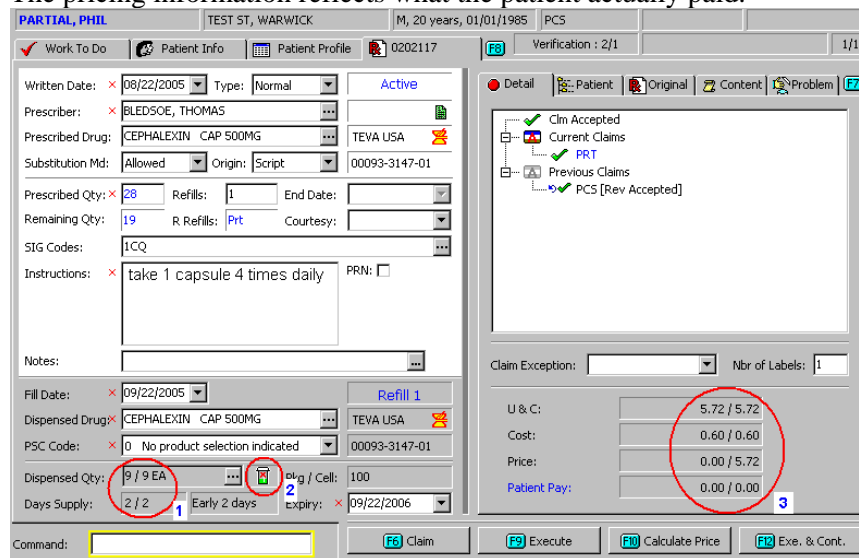 The pricing information reflects what the patient actually paid.
PARTIAL, PHIL TEST ST, WARWICK M, 20 years, 01/01/1985 PCS
Work To Do Patient Info Patient Profile 0202117 F8 Verification : 2/1 1/1
Written Date: × 08/22/2005 Type: Normal Active
Detail Patient Original Content Problem F7
Prescriber: × BLEDSOE, THOMAS ...
Clm Accepted
Prescribed Drug: CEPHALEXIN CAP 500MG ... TEVA USA
Current Claims
PRT
Substitution Md: Allowed Origin: Script 00093-3147-01
Previous Claims
PCS [Rev Accepted]
Prescribed Qty: × 28 Refills: 1 End Date:
Remaining Qty: 19 R Refills: Prt Courtesy:
SIG Codes: 1CQ ...
Instructions: × take 1 capsule 4 times daily PRN:
Notes: ...
Claim Exception: Nbr of Labels: 1
Fill Date: × 09/22/2005 Refill 1
U & C: 5.72 / 5.72
Dispensed Drug: × CEPHALEXIN CAP 500MG ... TEVA USA
Cost: 0.60 / 0.60
PSC Code: × 0 No product selection indicated 00093-3147-01
Price: 0.00 / 5.72
Dispensed Qty: 9 / 9 EA ... 2 Pkg / Cell: 100
Patient Pay: 0.00 / 0.00
Days Supply: 2 / 2 1 Early 2 days Expiry: × 09/22/2006
3
Command: F6 Claim F9 Execute F10 Calculate Price F12 Exe. & Cont.